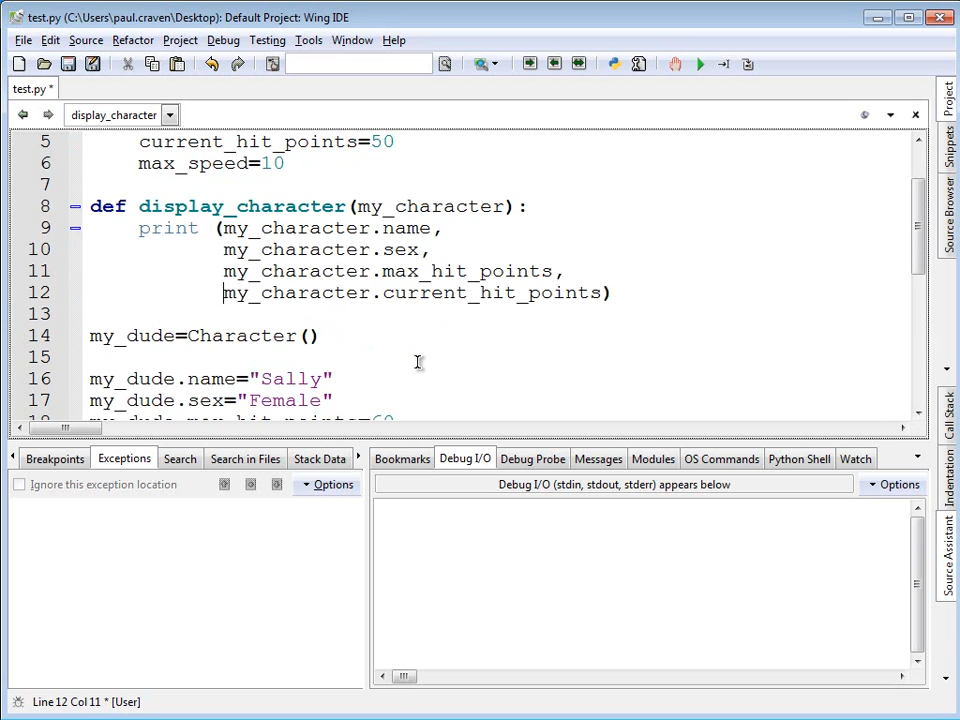 test.py (C:\Users\paul.craven\Desktop): Default Project: Wing IDE
File Edit Source Refactor Project Debug Testing Tools Window Help
test.py *
display_character
5 current_hit_points=50
6 max_speed=10
7
8 def display_character(my_character):
9 print (my_character.name,
10 my_character.sex,
11 my_character.max_hit_points,
12 my_character.current_hit_points)
13
14 my_dude=Character()
15
16 my_dude.name="Sally"
17 my_dude.sex="Female"
18 my_dude.max_hit_points=60
Project
Snippets
Source Browser
Call Stack
Indentation
Source Assistant
Breakpoints Exceptions Search Search in Files Stack Data
Ignore this exception location Options
Bookmarks Debug I/O Debug Probe Messages Modules OS Commands Python Shell Watch
Debug I/O (stdin, stdout, stderr) appears below Options
Line 12 Col 11 * [User]